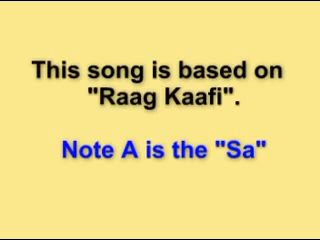 This song is based on
"Raag Kaafi".
Note A is the "Sa"